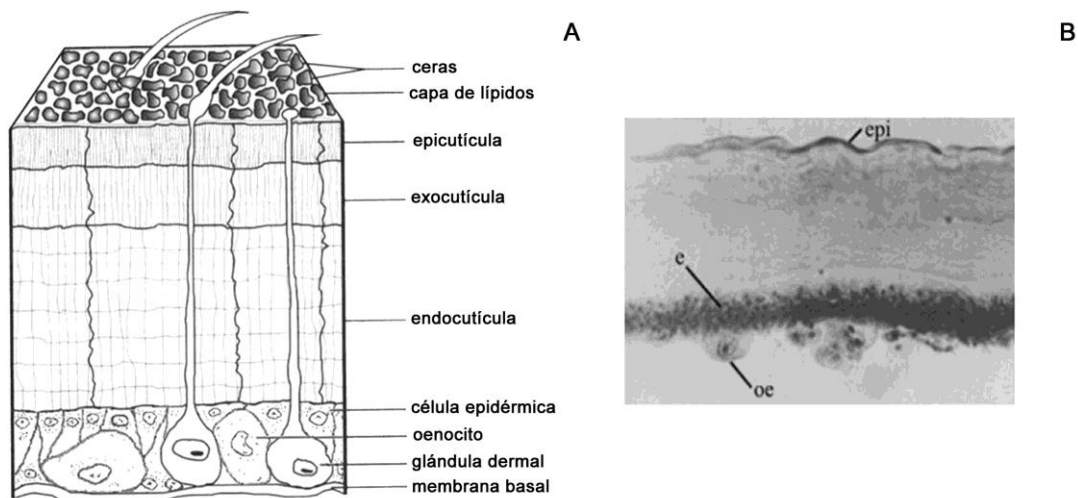 A
B
ceras
capa de lípidos
epicutícula
exocutícula
endocutícula
célula epidérmica
oenocito
glándula dermal
membrana basal
epi
e
oe